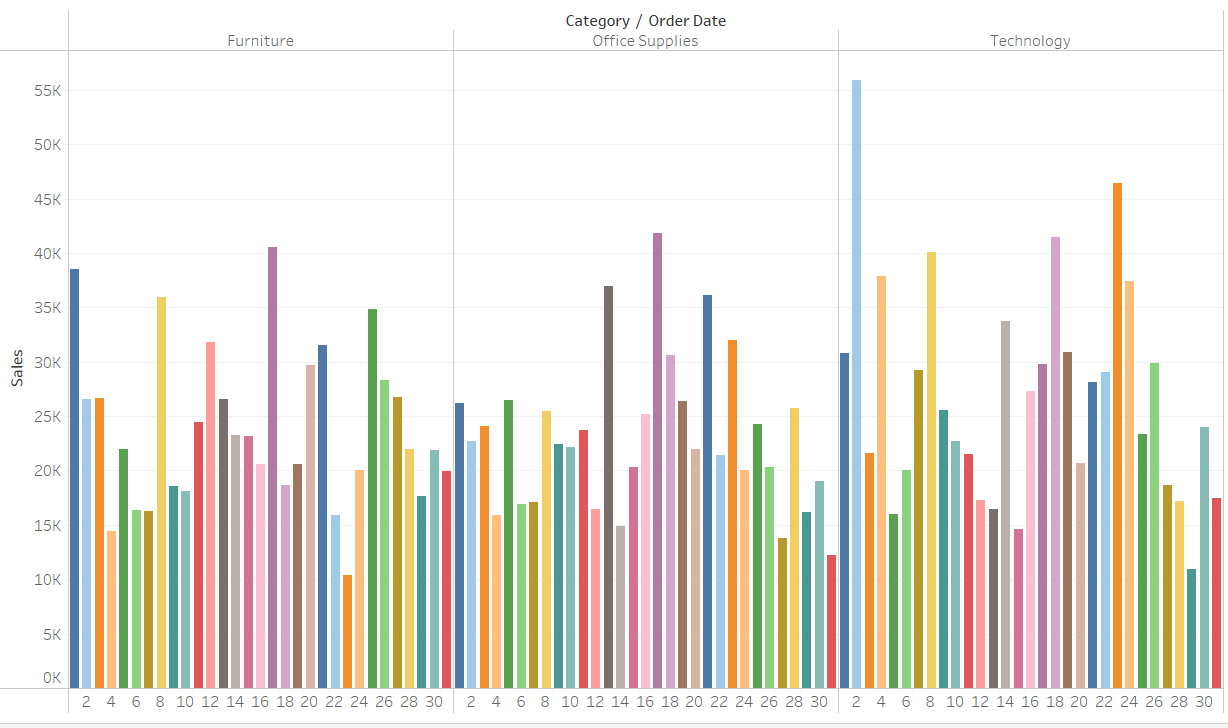 Category / Order Date
Furniture Office Supplies Technology
55K
50K
45K
40K
35K
30K
25K
20K
15K
10K
5K
0K
Sales
2 4 6 8 10 12 14 16 18 20 22 24 26 28 30 2 4 6 8 10 12 14 16 18 20 22 24 26 28 30 2 4 6 8 10 12 14 16 18 20 22 24 26 28 30